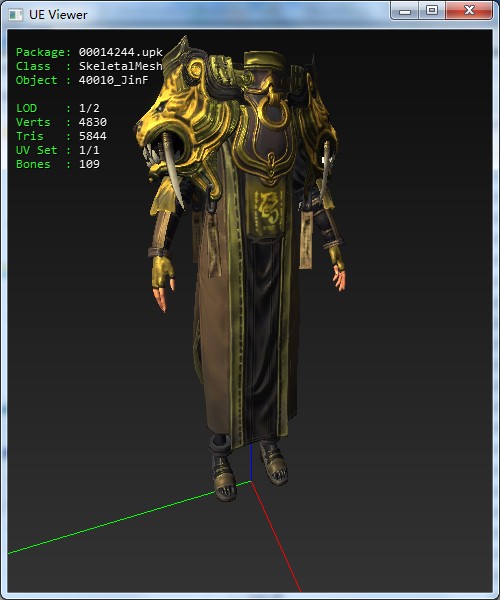 UE Viewer
Package: 00014244.upk
Class : SkeletalMesh
Object : 40010_JinF
LOD : 1/2
Verts : 4830
Tris : 5844
UV Set : 1/1
Bones : 109